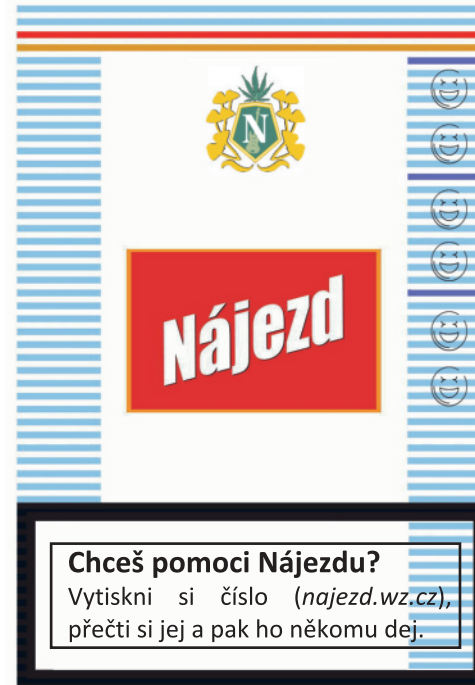 N
Nájezd
Chceš pomoci Nájezdu?
Vytiskni si číslo (najezd.wz.cz),
přečti si jej a pak ho někomu dej.